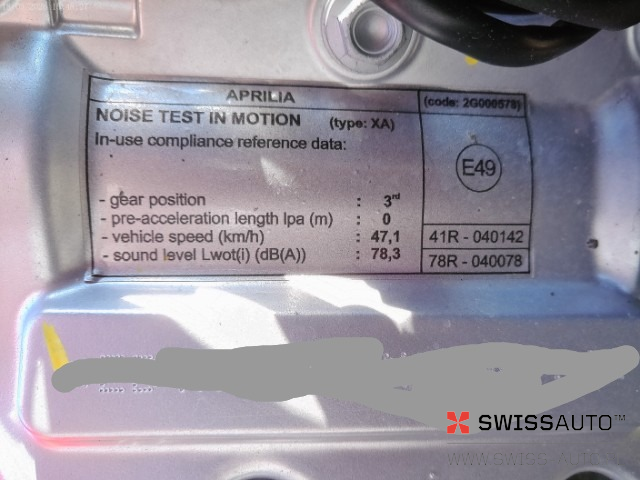 APRILIA (code: 2G000578)
NOISE TEST IN MOTION (type: XA)
In-use compliance reference data:
E49
- gear position : 3rd
- pre-acceleration length lpa (m) : 0
- vehicle speed (km/h) : 47,1
41R - 040142
- sound level Lwot(i) (dB(A)) : 78,3
78R - 040078
SWISSAUTO™